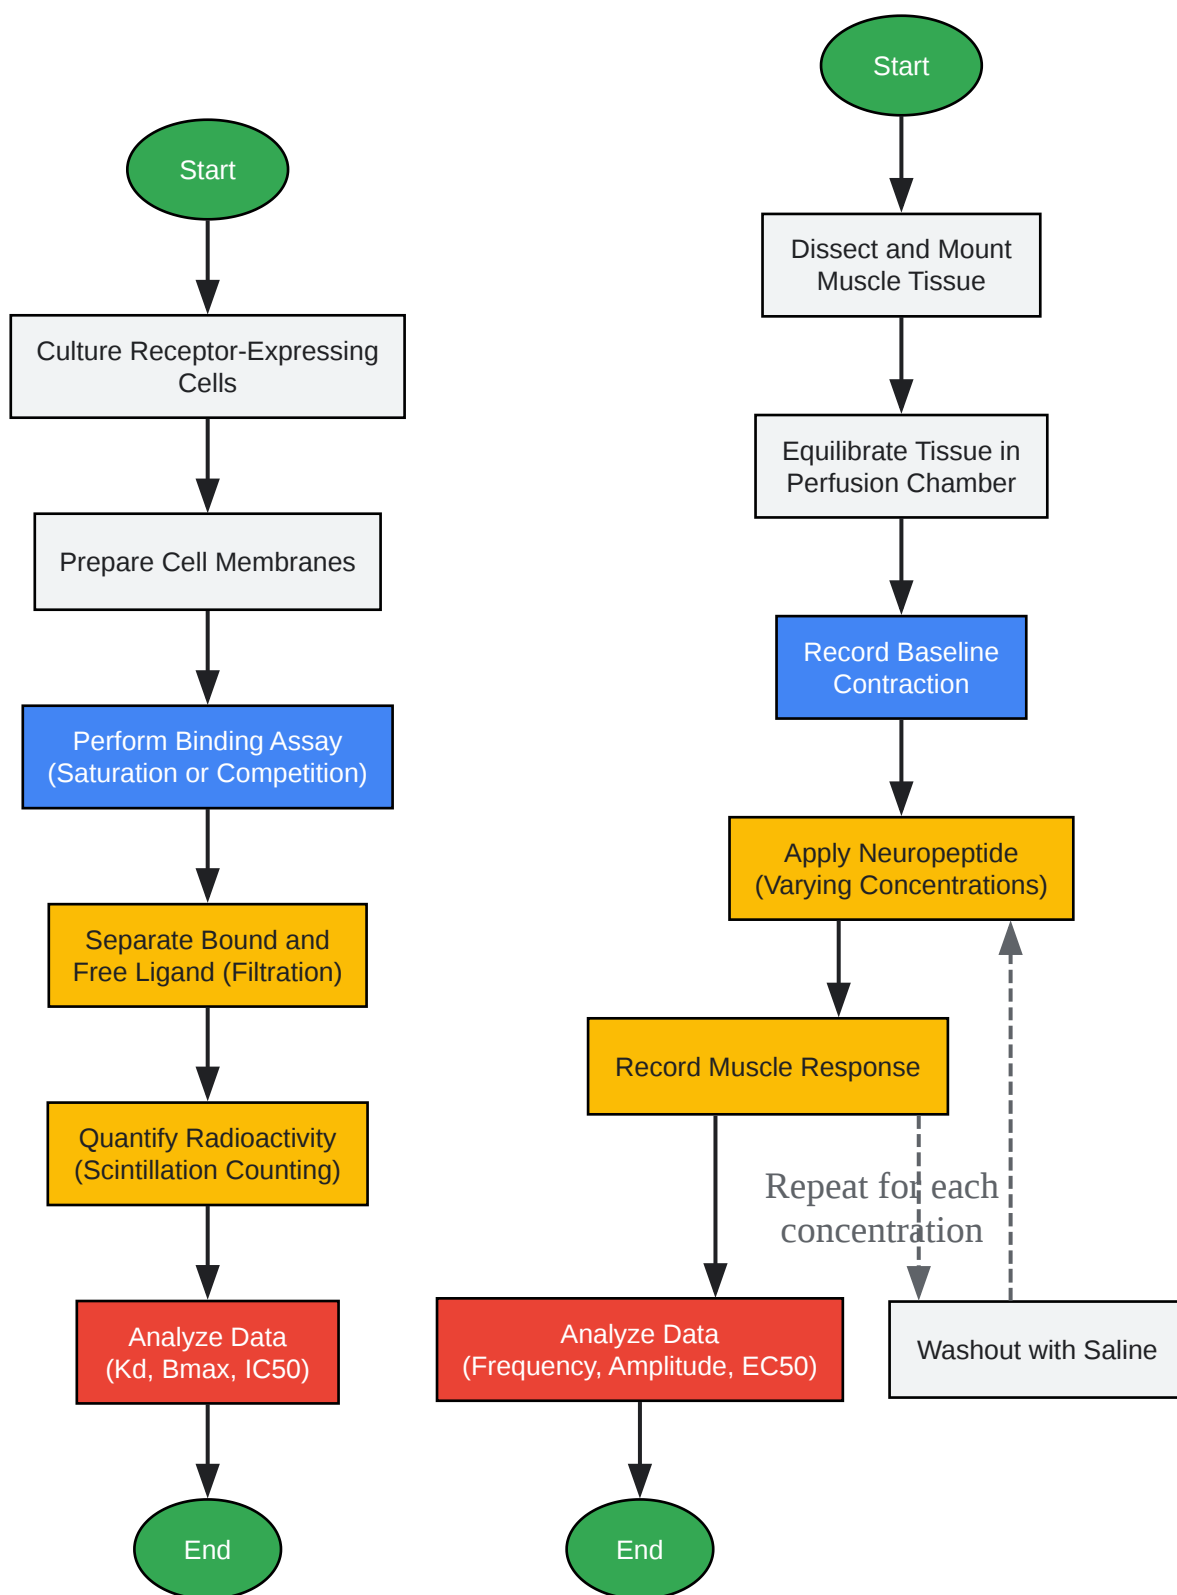 Start
Culture Receptor-Expressing
Cells
Prepare Cell Membranes
Perform Binding Assay
(Saturation or Competition)
Separate Bound and
Free Ligand (Filtration)
Quantify Radioactivity
(Scintillation Counting)
Analyze Data
(Kd, Bmax, IC50)
End
Start
Dissect and Mount
Muscle Tissue
Equilibrate Tissue in
Perfusion Chamber
Record Baseline
Contraction
Apply Neuropeptide
(Varying Concentrations)
Record Muscle Response
Repeat for each
concentration
Analyze Data
(Frequency, Amplitude, EC50)
Washout with Saline
End